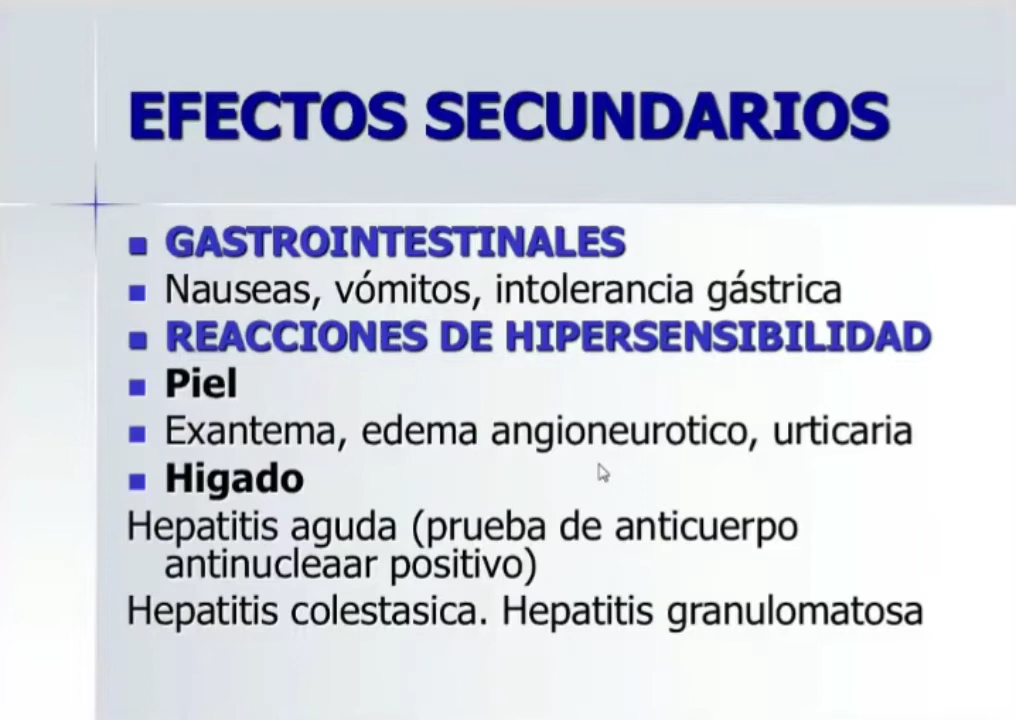 EFECTOS SECUNDARIOS
GASTROINTESTINALES
Nauseas, vómitos, intolerancia gástrica
REACCIONES DE HIPERSENSIBILIDAD
Piel
Exantema, edema angioneurotico, urticaria
Higado
Hepatitis aguda (prueba de anticuerpo
antinucleaar positivo)
Hepatitis colestasica. Hepatitis granulomatosa